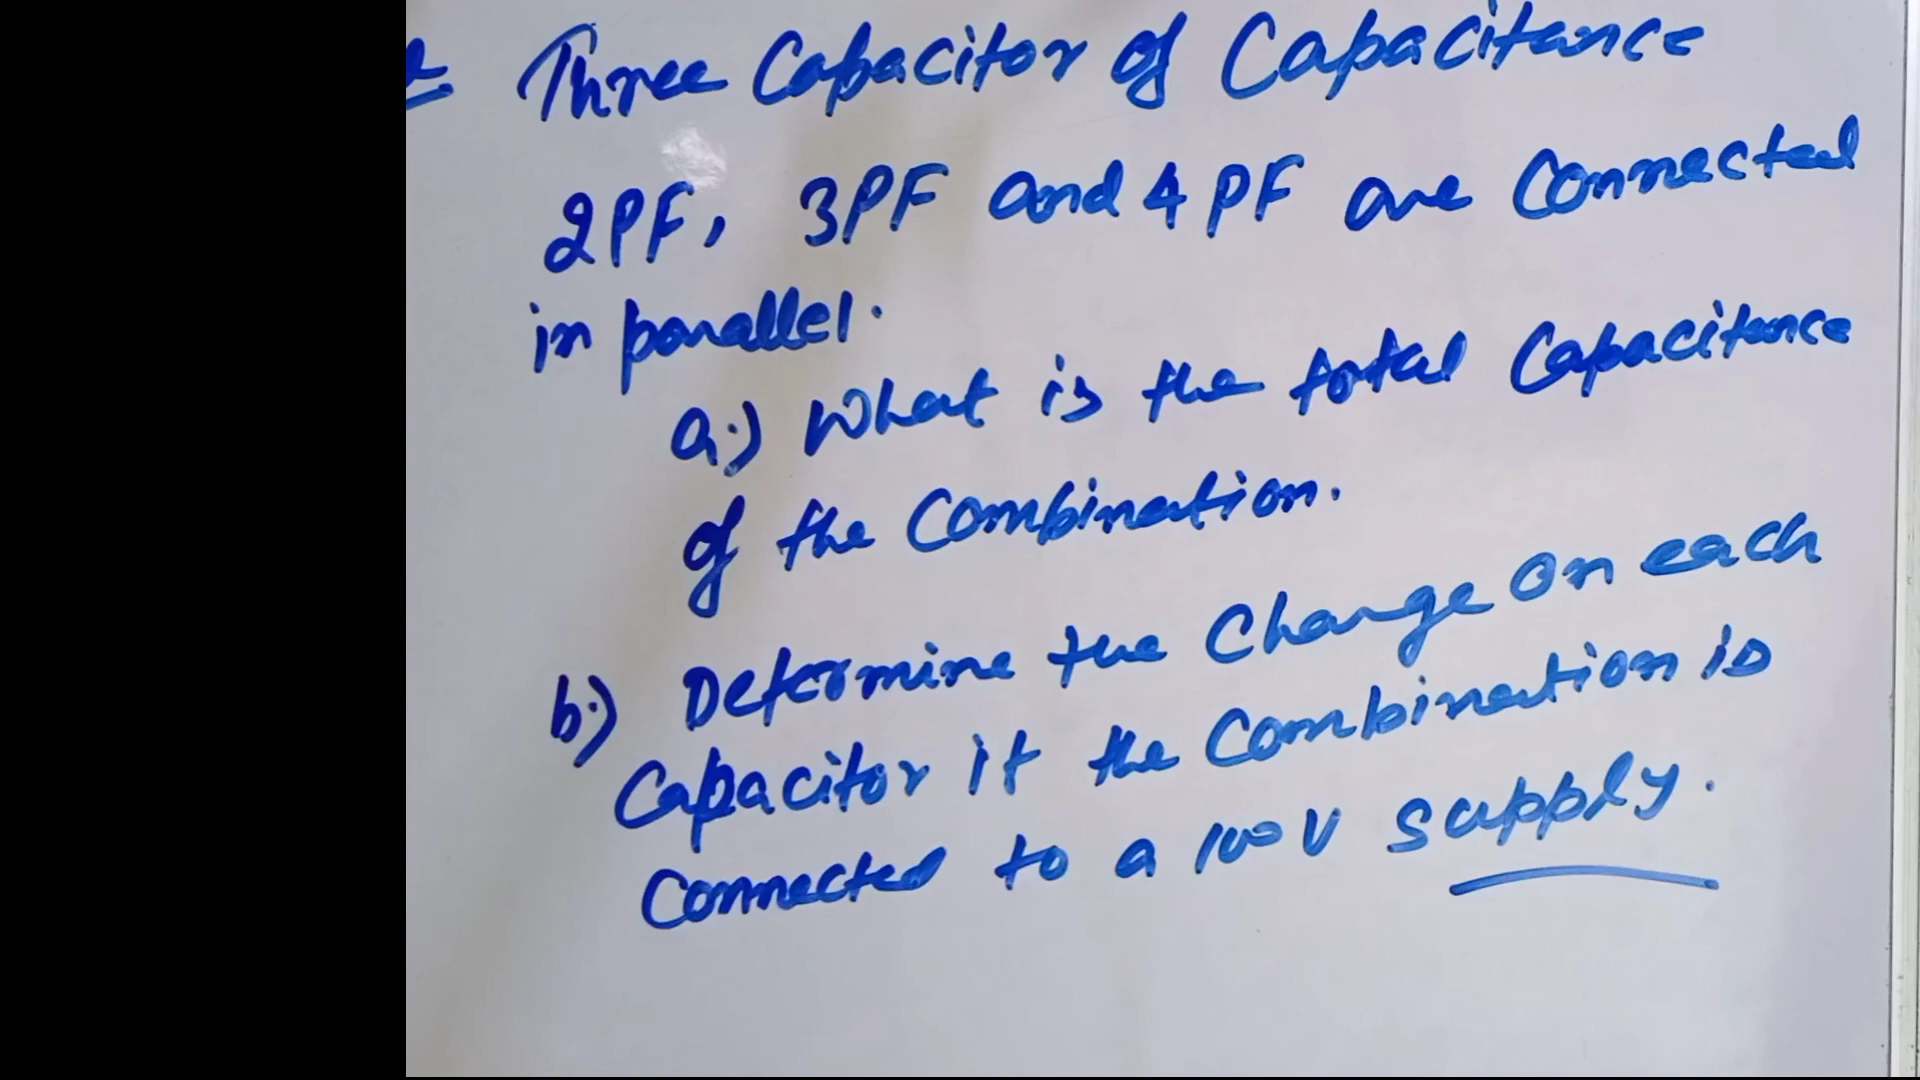 Three Capacitor of Capacitance
2PF, 3PF and 4PF are Connected
in parallel.
a.) What is the total Capacitance
of the Combination.
b.) Determine the Charge on each
Capacitor if the Combination is
Connected to a 100V supply.